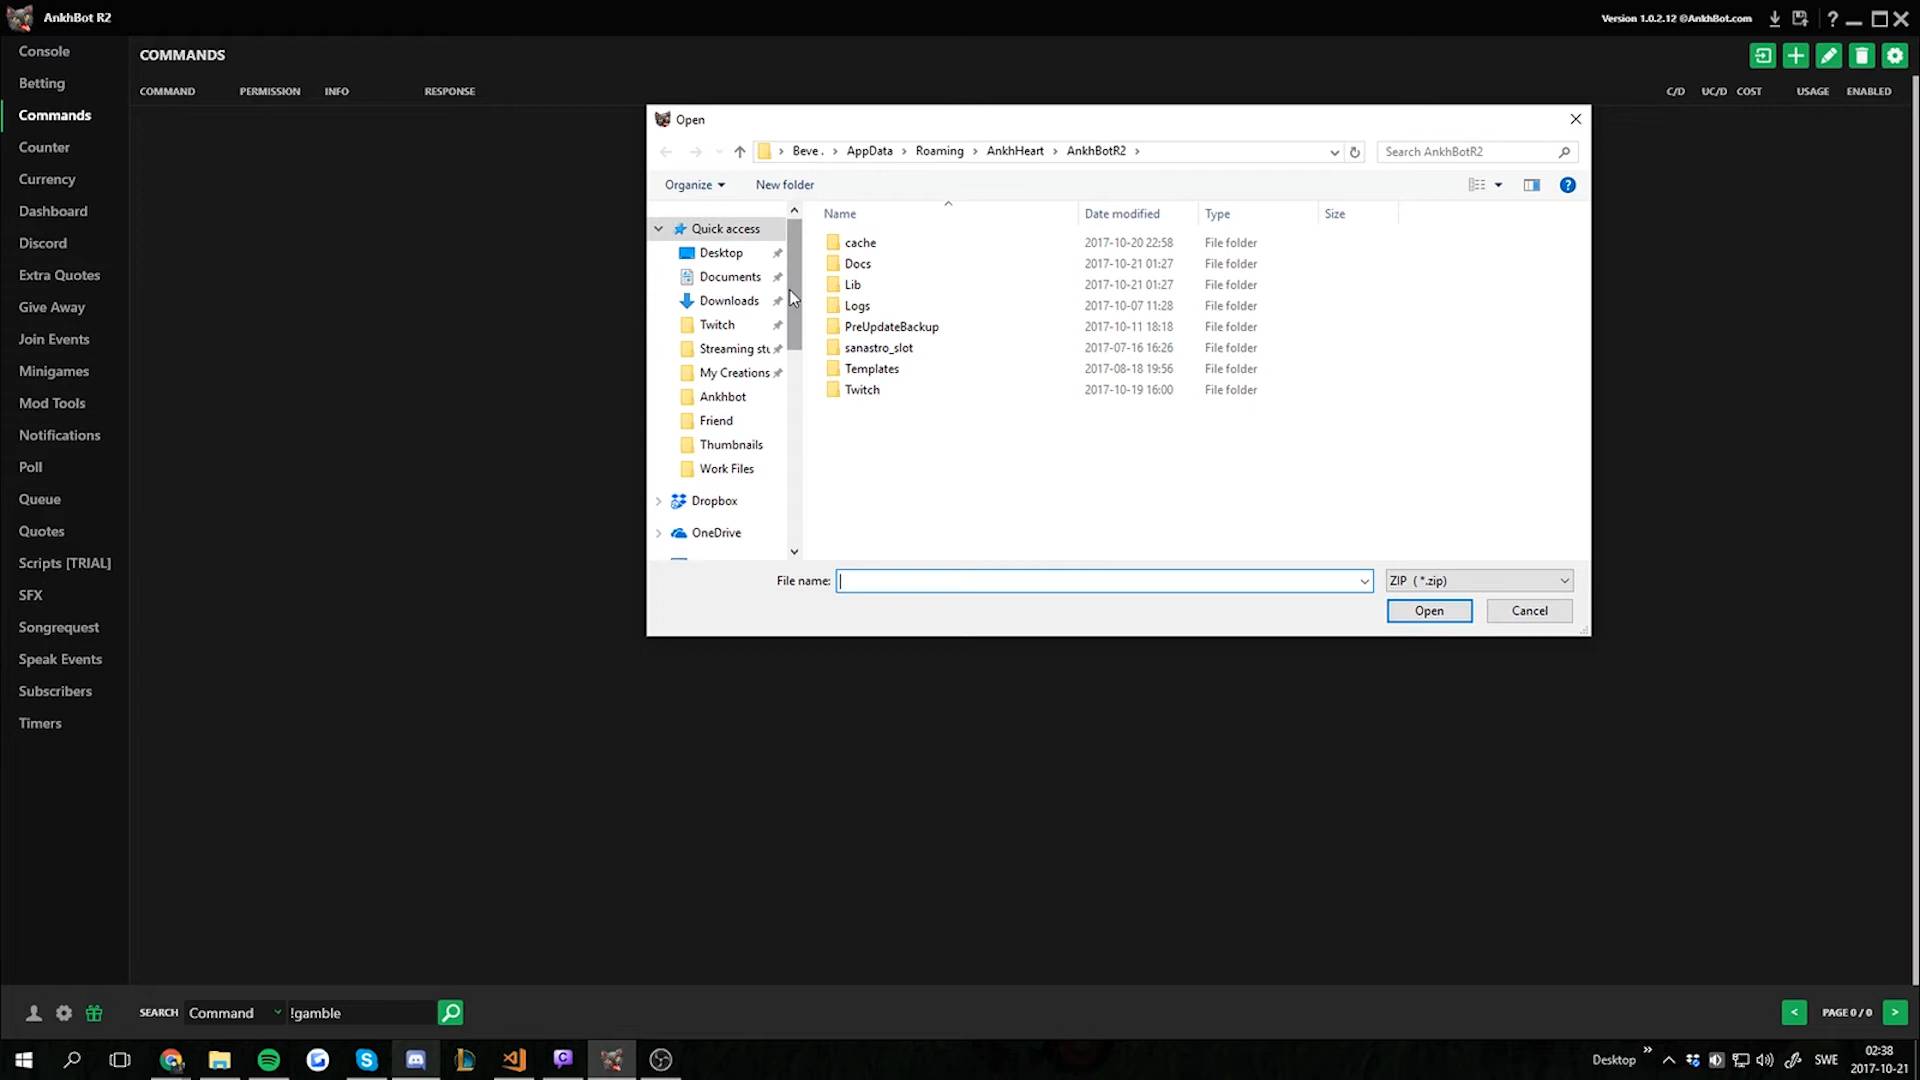 AnkhBot R2
Version 1.0.2.12 ©AnkhBot.com
Console
Betting
Commands
Counter
Currency
Dashboard
Discord
Extra Quotes
Give Away
Join Events
Minigames
Mod Tools
Notifications
Poll
Queue
Quotes
Scripts [TRIAL]
SFX
Songrequest
Speak Events
Subscribers
Timers
COMMANDS
COMMAND PERMISSION INFO RESPONSE C/D UC/D COST USAGE ENABLED
Open
Beve . › AppData › Roaming › AnkhHeart › AnkhBotR2 ›
Search AnkhBotR2
Organize New folder
Quick access
Desktop
Documents
Downloads
Twitch
Streaming stu
My Creations
Ankhbot
Friend
Thumbnails
Work Files
Dropbox
OneDrive
Name Date modified Type Size
cache 2017-10-20 22:58 File folder
Docs 2017-10-21 01:27 File folder
Lib 2017-10-21 01:27 File folder
Logs 2017-10-07 11:28 File folder
PreUpdateBackup 2017-10-11 18:18 File folder
sanastro_slot 2017-07-16 16:26 File folder
Templates 2017-08-18 19:56 File folder
Twitch 2017-10-19 16:00 File folder
File name: ZIP ( *.zip)
Open Cancel
SEARCH Command !gamble
< PAGE 0 / 0 >
Desktop » SWE 02:38
2017-10-21